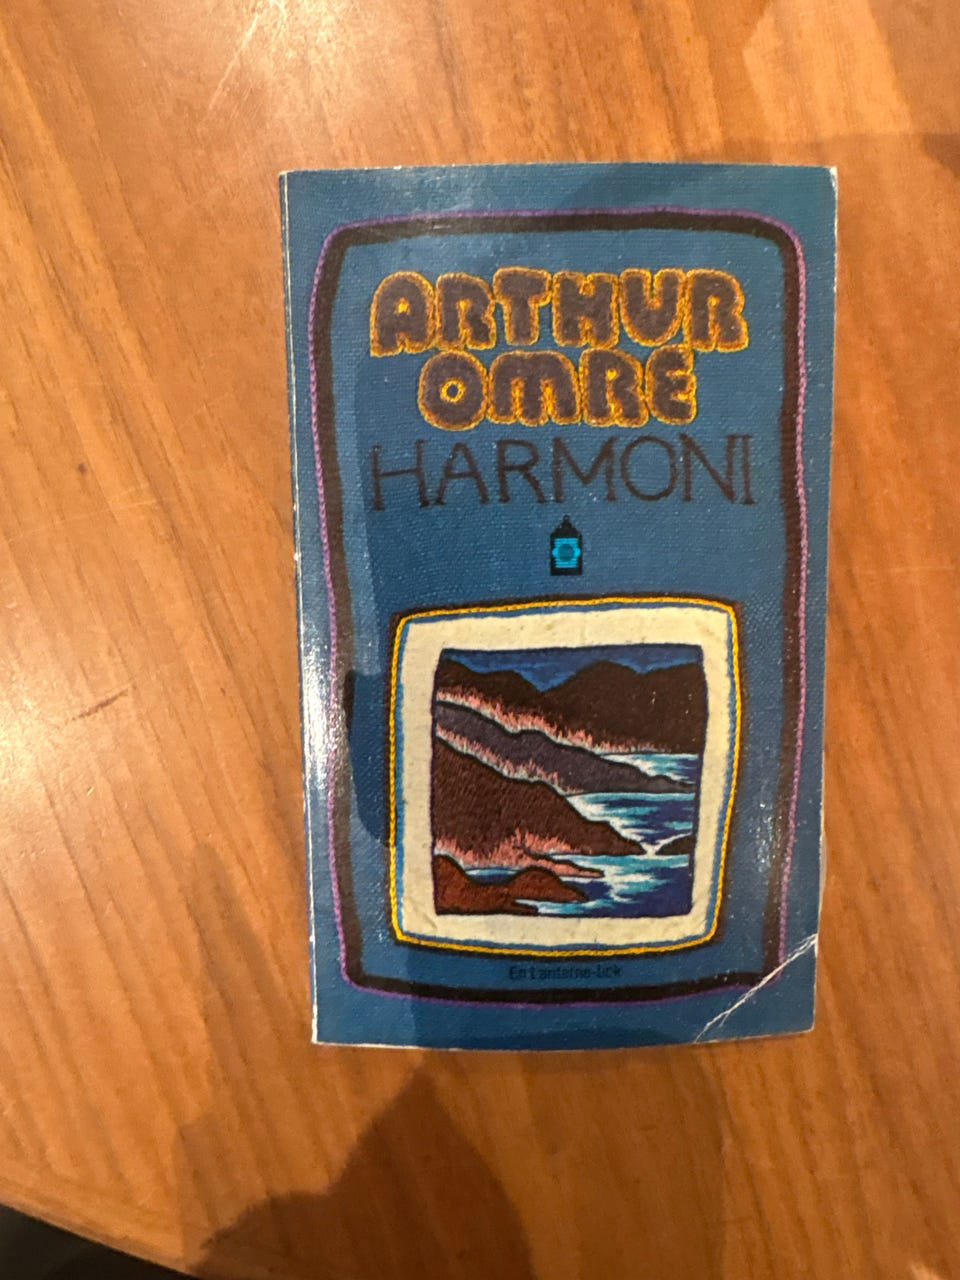 ARTHUR
OMRE
HARMONI
En Lanterne-bok